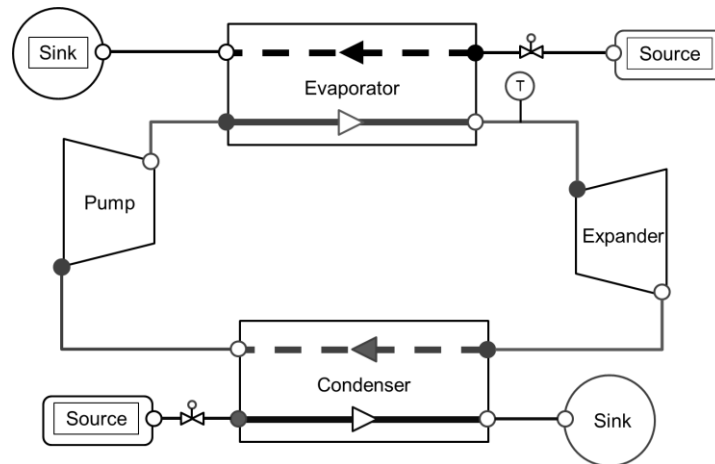 Sink
Source
Evaporator
T
Pump
Expander
Condenser
Source
Sink